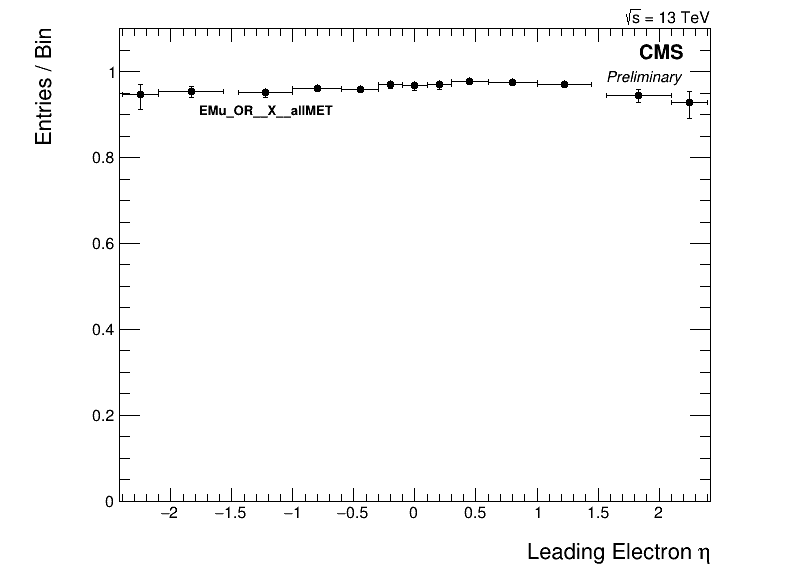 √s = 13 TeV
CMS
Preliminary
Entries / Bin
EMu_OR__X__allMET
1
0.8
0.6
0.4
0.2
0
−2 −1.5 −1 −0.5 0 0.5 1 1.5 2
Leading Electron η